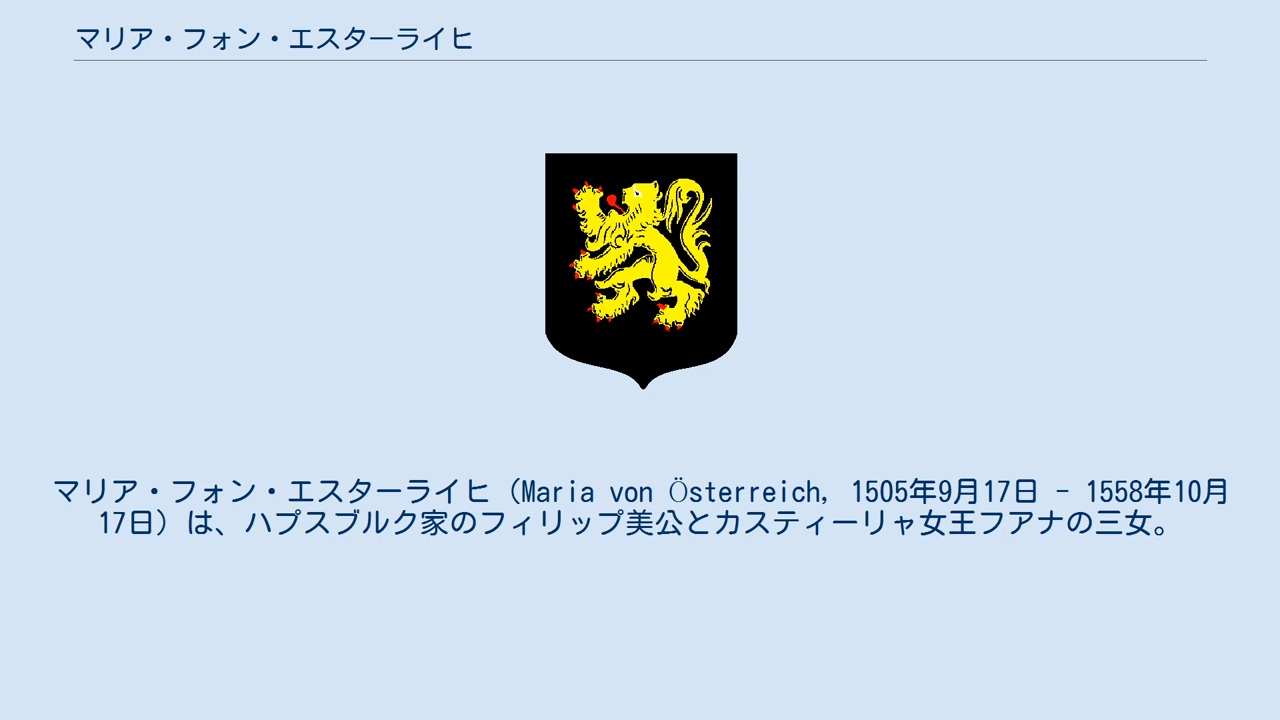 マリア・フォン・エスターライヒ
マリア・フォン・エスターライヒ（Maria von Österreich, 1505年9月17日 - 1558年10月
17日）は、ハプスブルク家のフィリップ美公とカスティーリャ女王フアナの三女。